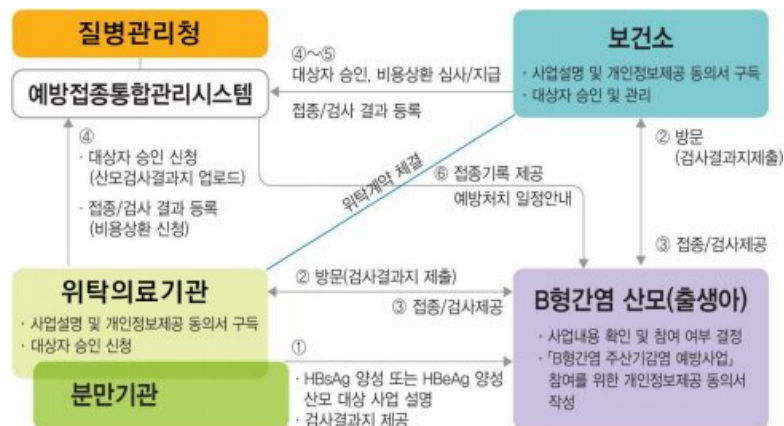 질병관리청
예방접종통합관리시스템
④~⑤
대상자 승인, 비용상환 심사/지급
접종/검사 결과 등록
보건소
· 사업설명 및 개인정보제공 동의서 구득
· 대상자 승인 및 관리
④
· 대상자 승인 신청
(산모검사결과지 업로드)
· 접종/검사 결과 등록
(비용상환 신청)
위탁계약 체결
⑥ 접종기록 제공
예방처치 일정안내
② 방문
(검사결과지제출)
③ 접종/검사제공
위탁의료기관
· 사업설명 및 개인정보제공 동의서 구득
· 대상자 승인 신청
분만기관
② 방문(검사결과지 제출)
③ 접종/검사제공
①
· HBsAg 양성 또는 HBeAg 양성
산모 대상 사업 설명
· 검사결과지 제공
B형간염 산모(출생아)
· 사업내용 확인 및 참여 여부 결정
· 「B형간염 주산기감염 예방사업」
참여를 위한 개인정보제공 동의서
작성